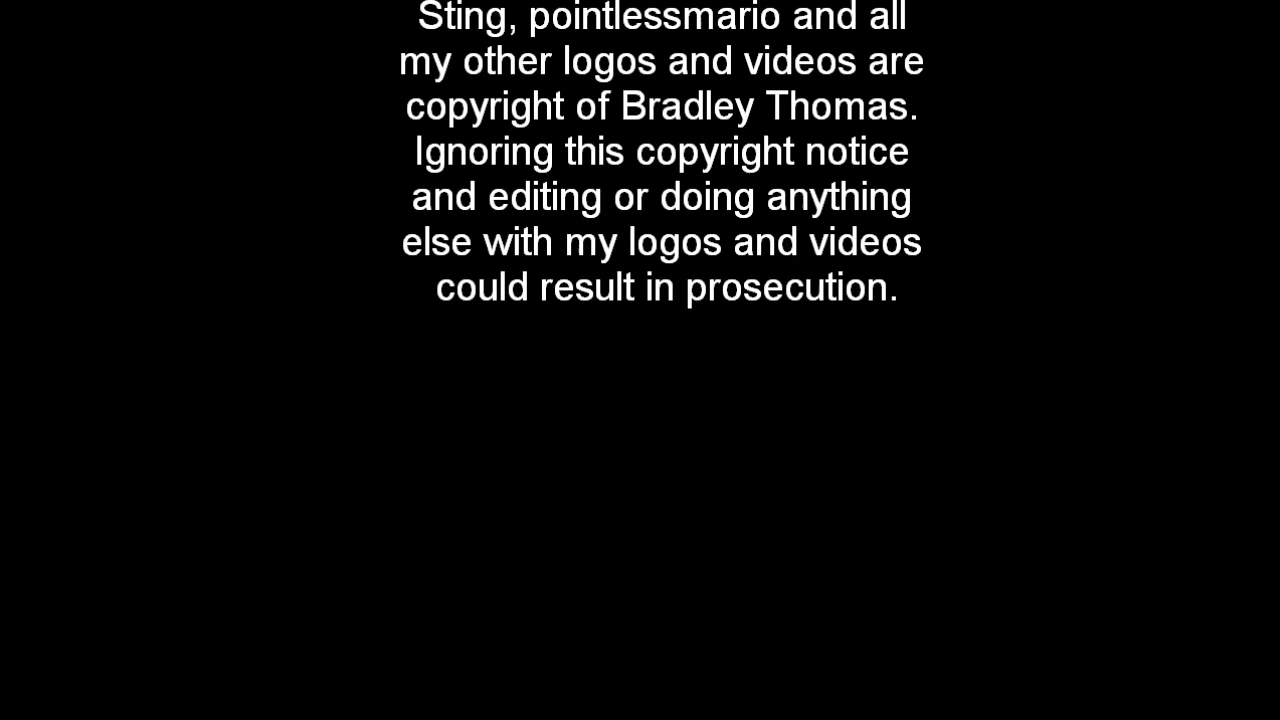 Sting, pointlessmario and all
my other logos and videos are
copyright of Bradley Thomas.
Ignoring this copyright notice
and editing or doing anything
else with my logos and videos
could result in prosecution.